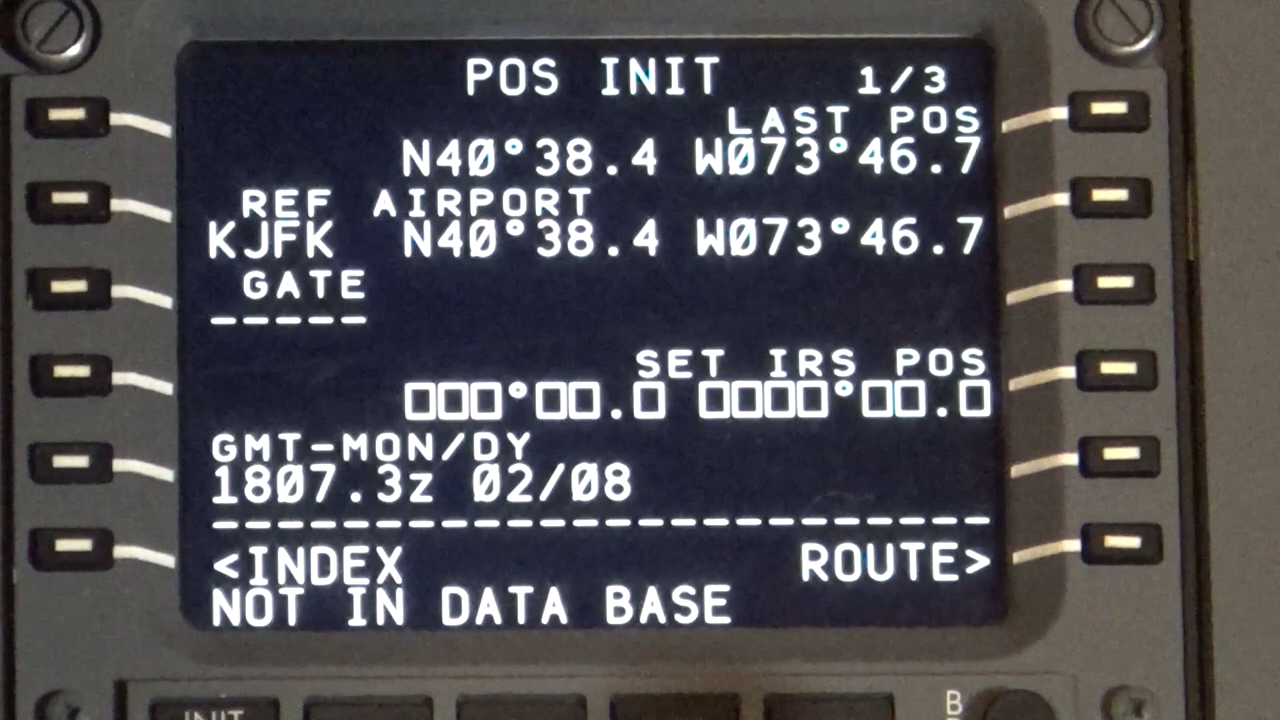 POS INIT 1/3
LAST POS
N40°38.4 W073°46.7
REF AIRPORT
KJFK N40°38.4 W073°46.7
GATE
-----
SET IRS POS
□□□°□□.□ □□□□°□□.□
GMT-MON/DY
1807.3z 02/08
------------------------
<INDEX ROUTE>
NOT IN DATA BASE
INIT
B